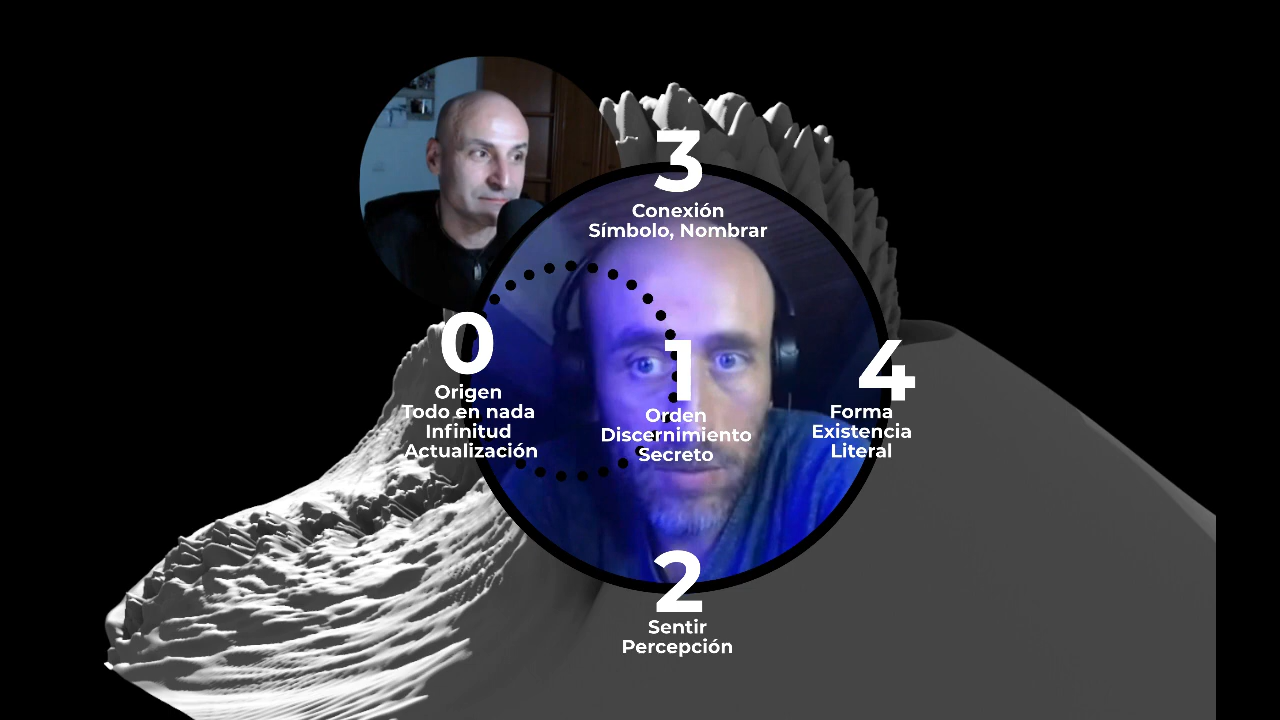 3
Conexión
Símbolo, Nombrar
0
Origen
Todo en nada
Infinitud
Actualización
1
Orden
Discernimiento
Secreto
4
Forma
Existencia
Literal
2
Sentir
Percepción